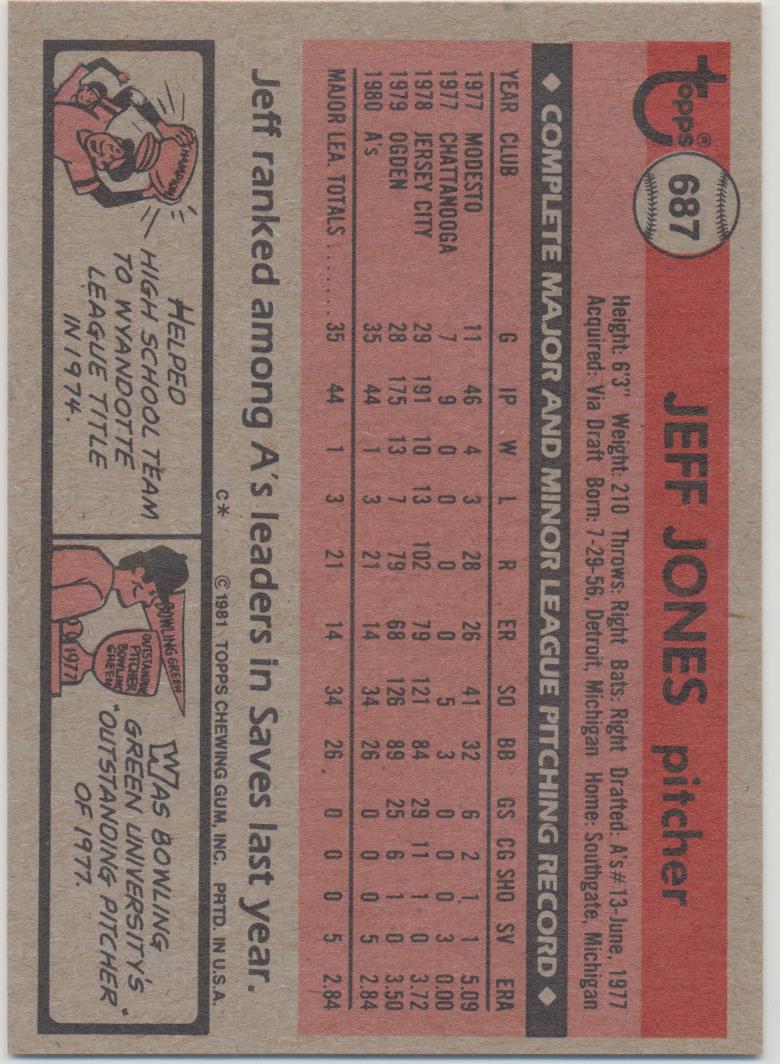 topps®
687
JEFF JONES pitcher
Height: 6'3" Weight: 210 Throws: Right Bats: Right Drafted: A's #13-June, 1977
Acquired: Via Draft Born: 7-29-56, Detroit, Michigan Home: Southgate, Michigan
◆ COMPLETE MAJOR AND MINOR LEAGUE PITCHING RECORD ◆
YEAR CLUB G IP W L R ER SO BB GS CG SHO SV ERA
1977 MODESTO 11 46 4 3 28 26 41 32 6 2 1 1 5.09
1977 CHATTANOOGA 7 9 0 0 0 0 5 3 0 0 0 3 0.00
1978 JERSEY CITY 29 191 10 13 102 79 121 84 29 11 1 0 3.72
1979 OGDEN 28 175 13 7 79 68 126 89 25 6 1 0 3.50
1980 A's 35 44 1 3 21 14 34 26 0 0 0 5 2.84
MAJOR LEA. TOTALS ........ 35 44 1 3 21 14 34 26 0 0 0 5 2.84
Jeff ranked among A's leaders in Saves last year.
C* ©1981 TOPPS CHEWING GUM, INC. PRTD. IN U.S.A.
HELPED
HIGH SCHOOL TEAM
TO WYANDOTTE
LEAGUE TITLE
IN 1974.
BOWLING GREEN
OUTSTANDING
PITCHER
BOWLING
GREEN
1977
WAS BOWLING
GREEN UNIVERSITY'S
"OUTSTANDING PITCHER"
OF 1977.